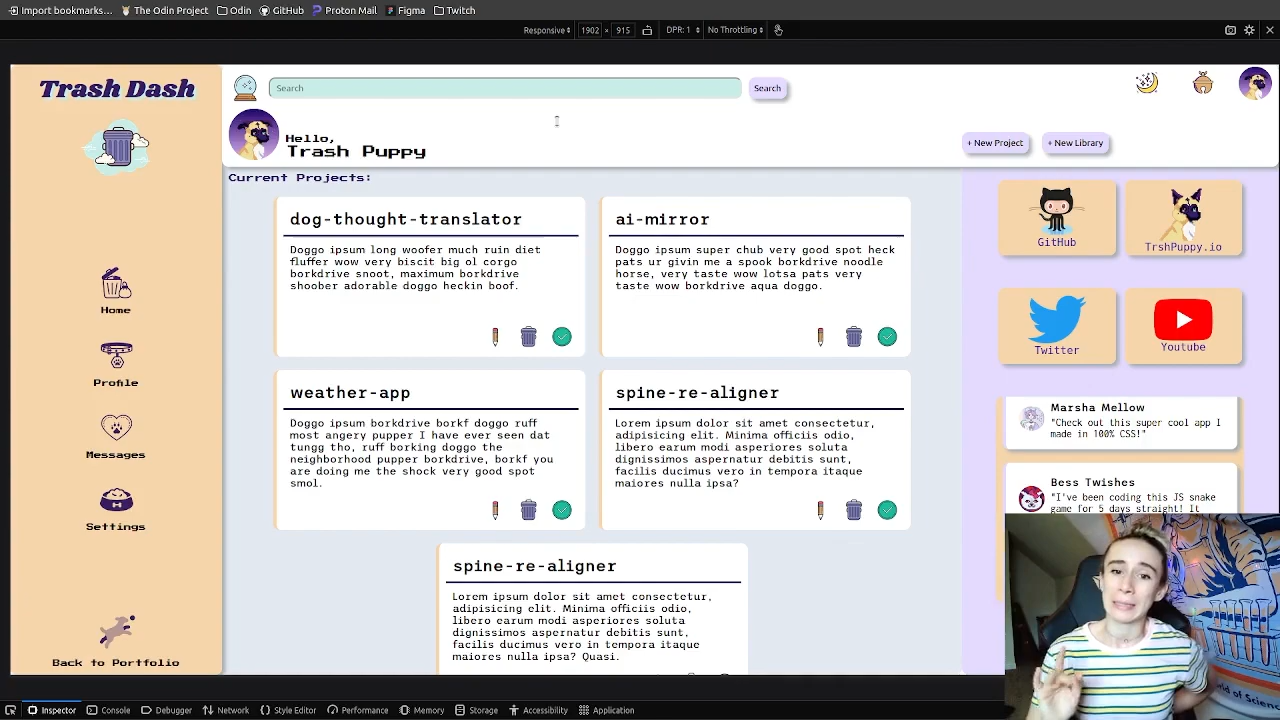 Import bookmarks...
The Odin Project
Odin
GitHub
Proton Mail
Figma
Twitch
Responsive
1902 × 915
DPR: 1
No Throttling
Trash Dash
Search
Search
Hello,
Trash Puppy
+ New Project
+ New Library
Home
Profile
Messages
Settings
Back to Portfolio
Current Projects:
dog-thought-translator
Doggo ipsum long woofer much ruin diet
fluffer wow very biscit big ol corgo
borkdrive snoot, maximum borkdrive
shoober adorable doggo heckin boof.
ai-mirror
Doggo ipsum super chub very good spot heck
pats ur givin me a spook borkdrive noodle
horse, very taste wow lotsa pats very
taste wow borkdrive aqua doggo.
weather-app
Doggo ipsum borkdrive borkf doggo ruff
most angery pupper I have ever seen dat
tungg tho, ruff borking doggo the
neighborhood pupper borkdrive, borkf you
are doing me the shock very good spot
smol.
spine-re-aligner
Lorem ipsum dolor sit amet consectetur,
adipisicing elit. Minima officiis odio,
libero earum modi asperiores soluta
dignissimos aspernatur debitis sunt,
facilis ducimus vero in tempora itaque
maiores nulla ipsa?
spine-re-aligner
Lorem ipsum dolor sit amet consectetur,
adipisicing elit. Minima officiis odio,
libero earum modi asperiores soluta
dignissimos aspernatur debitis sunt,
facilis ducimus vero in tempora itaque
maiores nulla ipsa? Quasi.
GitHub
TrshPuppy.io
Twitter
Youtube
Marsha Mellow
"Check out this super cool app I
made in 100% CSS!"
Bess Twishes
"I've been coding this JS snake
game for 5 days straight! It
of Science
Inspector
Console
Debugger
Network
Style Editor
Performance
Memory
Storage
Accessibility
Application